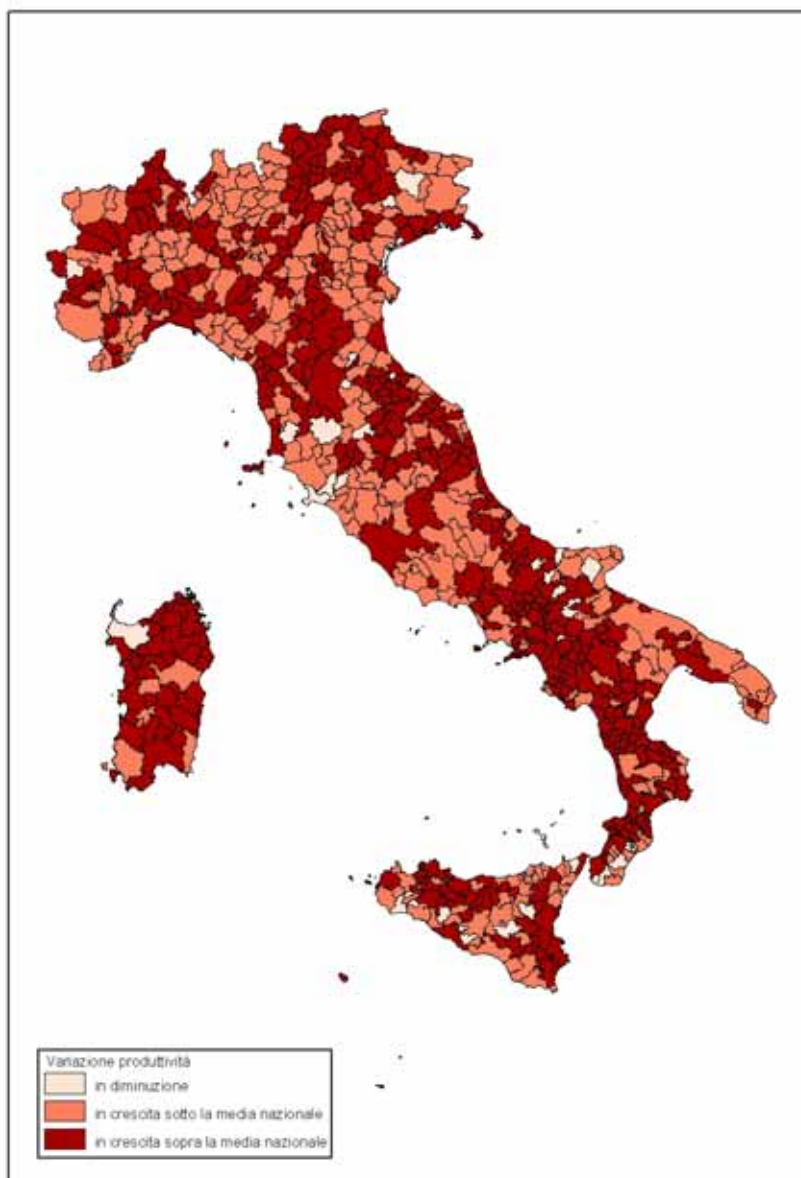 Variazione produttività
in diminuzione
in crescita sotto la media nazionale
in crescita sopra la media nazionale